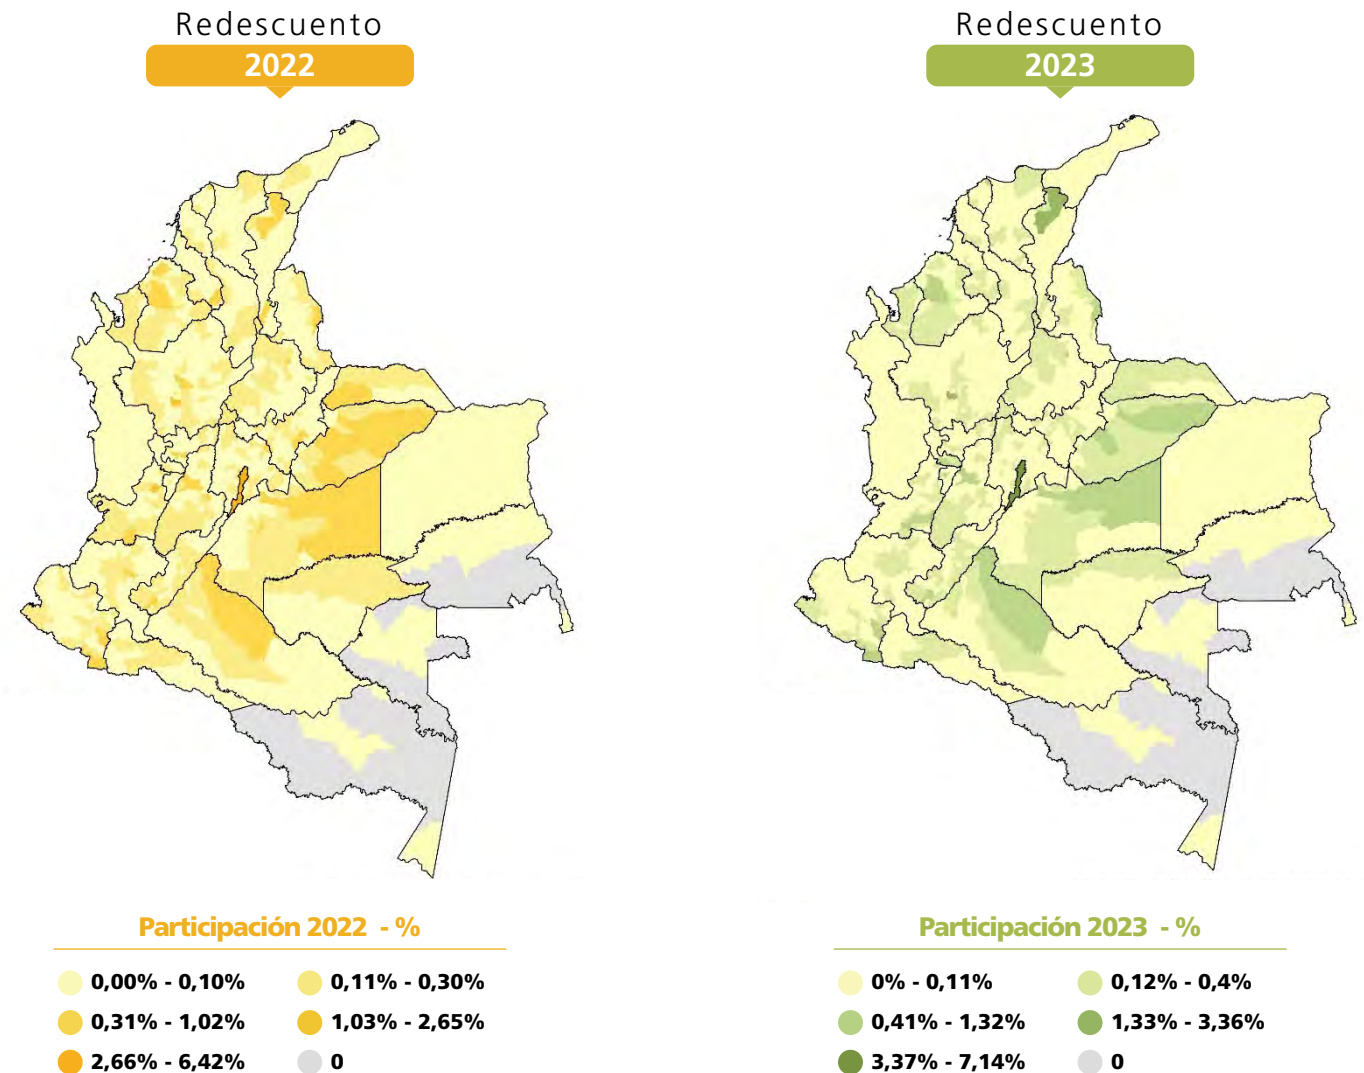 Redescuento
2022
Redescuento
2023
Participación 2022 - %
0,00% - 0,10%
0,11% - 0,30%
0,31% - 1,02%
1,03% - 2,65%
2,66% - 6,42%
0
Participación 2023 - %
0% - 0,11%
0,12% - 0,4%
0,41% - 1,32%
1,33% - 3,36%
3,37% - 7,14%
0